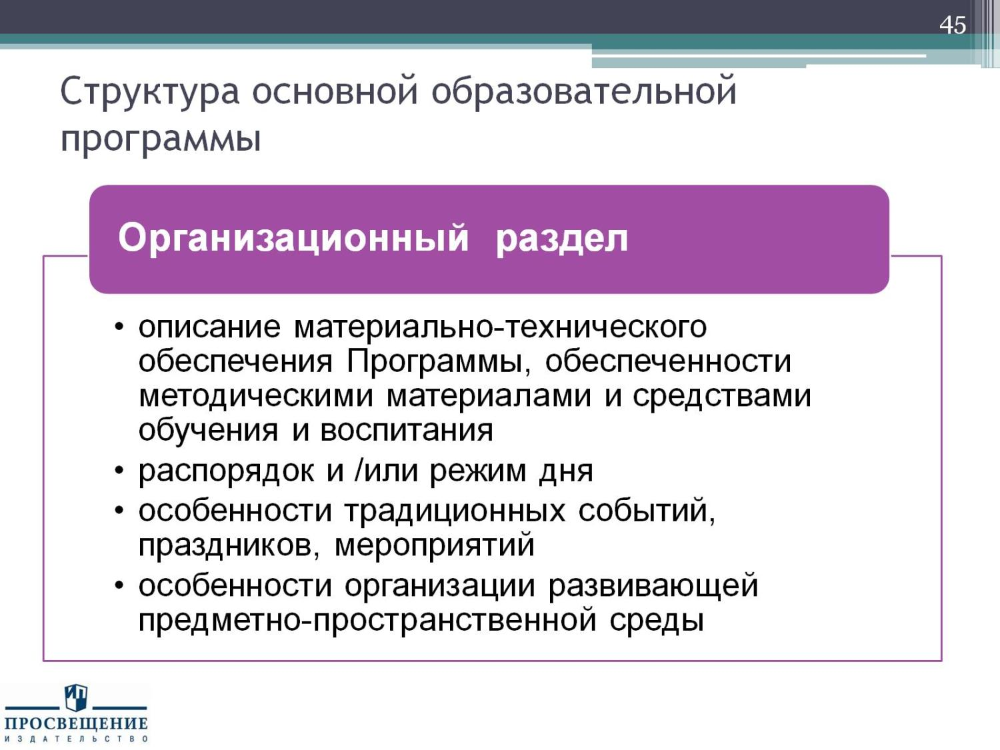 45
Структура основной образовательной
программы
Организационный раздел
• описание материально-технического
обеспечения Программы, обеспеченности
методическими материалами и средствами
обучения и воспитания
• распорядок и /или режим дня
• особенности традиционных событий,
праздников, мероприятий
• особенности организации развивающей
предметно-пространственной среды
ИП
ПРОСВЕЩЕНИЕ
ИЗДАТЕЛЬСТВО